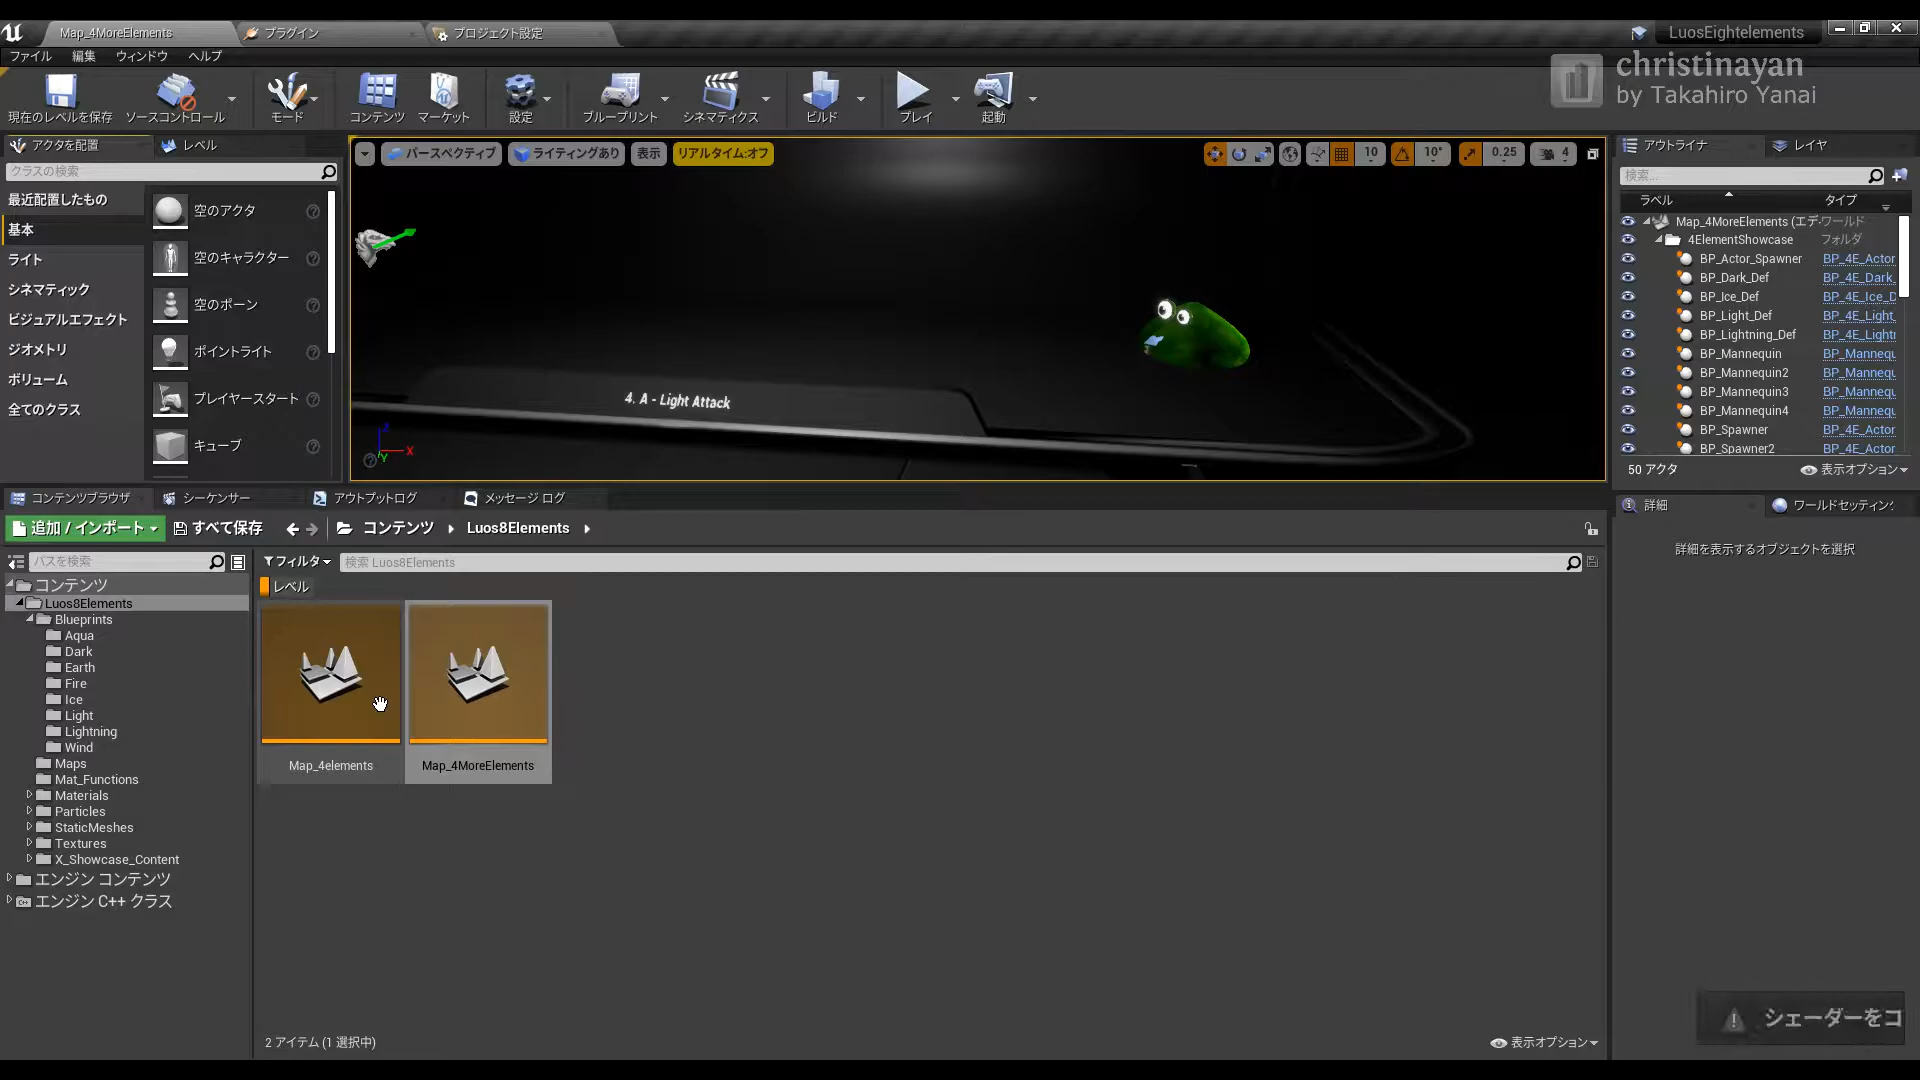 Map_4MoreElements
プラグイン
プロジェクト設定
LuosEightelements
ファイル
編集
ウィンドウ
ヘルプ
christinayan
by Takahiro Yanai
現在のレベルを保存
ソースコントロール
モード
コンテンツ
マーケット
設定
ブループリント
シネマティクス
ビルド
プレイ
起動
アクタを配置
レベル
クラスの検索
最近配置したもの
基本
ライト
シネマティック
ビジュアルエフェクト
ジオメトリ
ボリューム
全てのクラス
空のアクタ
空のキャラクター
空のポーン
ポイントライト
プレイヤースタート
キューブ
パースペクティブ
ライティングあり
表示
リアルタイム:オフ
10
10°
0.25
4
4. A - Light Attack
X
Y
アウトライナ
レイヤ
検索...
ラベル
タイプ
Map_4MoreElements (エデ
ワールド
4ElementShowcase
フォルダ
BP_Actor_Spawner
BP_4E_Actor
BP_Dark_Def
BP_4E_Dark_
BP_Ice_Def
BP_4E_Ice_D
BP_Light_Def
BP_4E_Light_
BP_Lightning_Def
BP_4E_Lightn
BP_Mannequin
BP_Mannequ
BP_Mannequin2
BP_Mannequ
BP_Mannequin3
BP_Mannequ
BP_Mannequin4
BP_Mannequ
BP_Spawner
BP_4E_Actor
BP_Spawner2
BP_4E_Actor
50 アクタ
表示オプション
コンテンツブラウザ
シーケンサー
アウトプットログ
メッセージ ログ
追加 / インポート
すべて保存
コンテンツ
Luos8Elements
パスを検索
フィルタ
検索 Luos8Elements
レベル
コンテンツ
Luos8Elements
Blueprints
Aqua
Dark
Earth
Fire
Ice
Light
Lightning
Wind
Maps
Mat_Functions
Materials
Particles
StaticMeshes
Textures
X_Showcase_Content
エンジン コンテンツ
エンジン C++ クラス
Map_4elements
Map_4MoreElements
2 アイテム (1 選択中)
表示オプション
詳細
ワールドセッティング
詳細を表示するオブジェクトを選択
シェーダーをコ